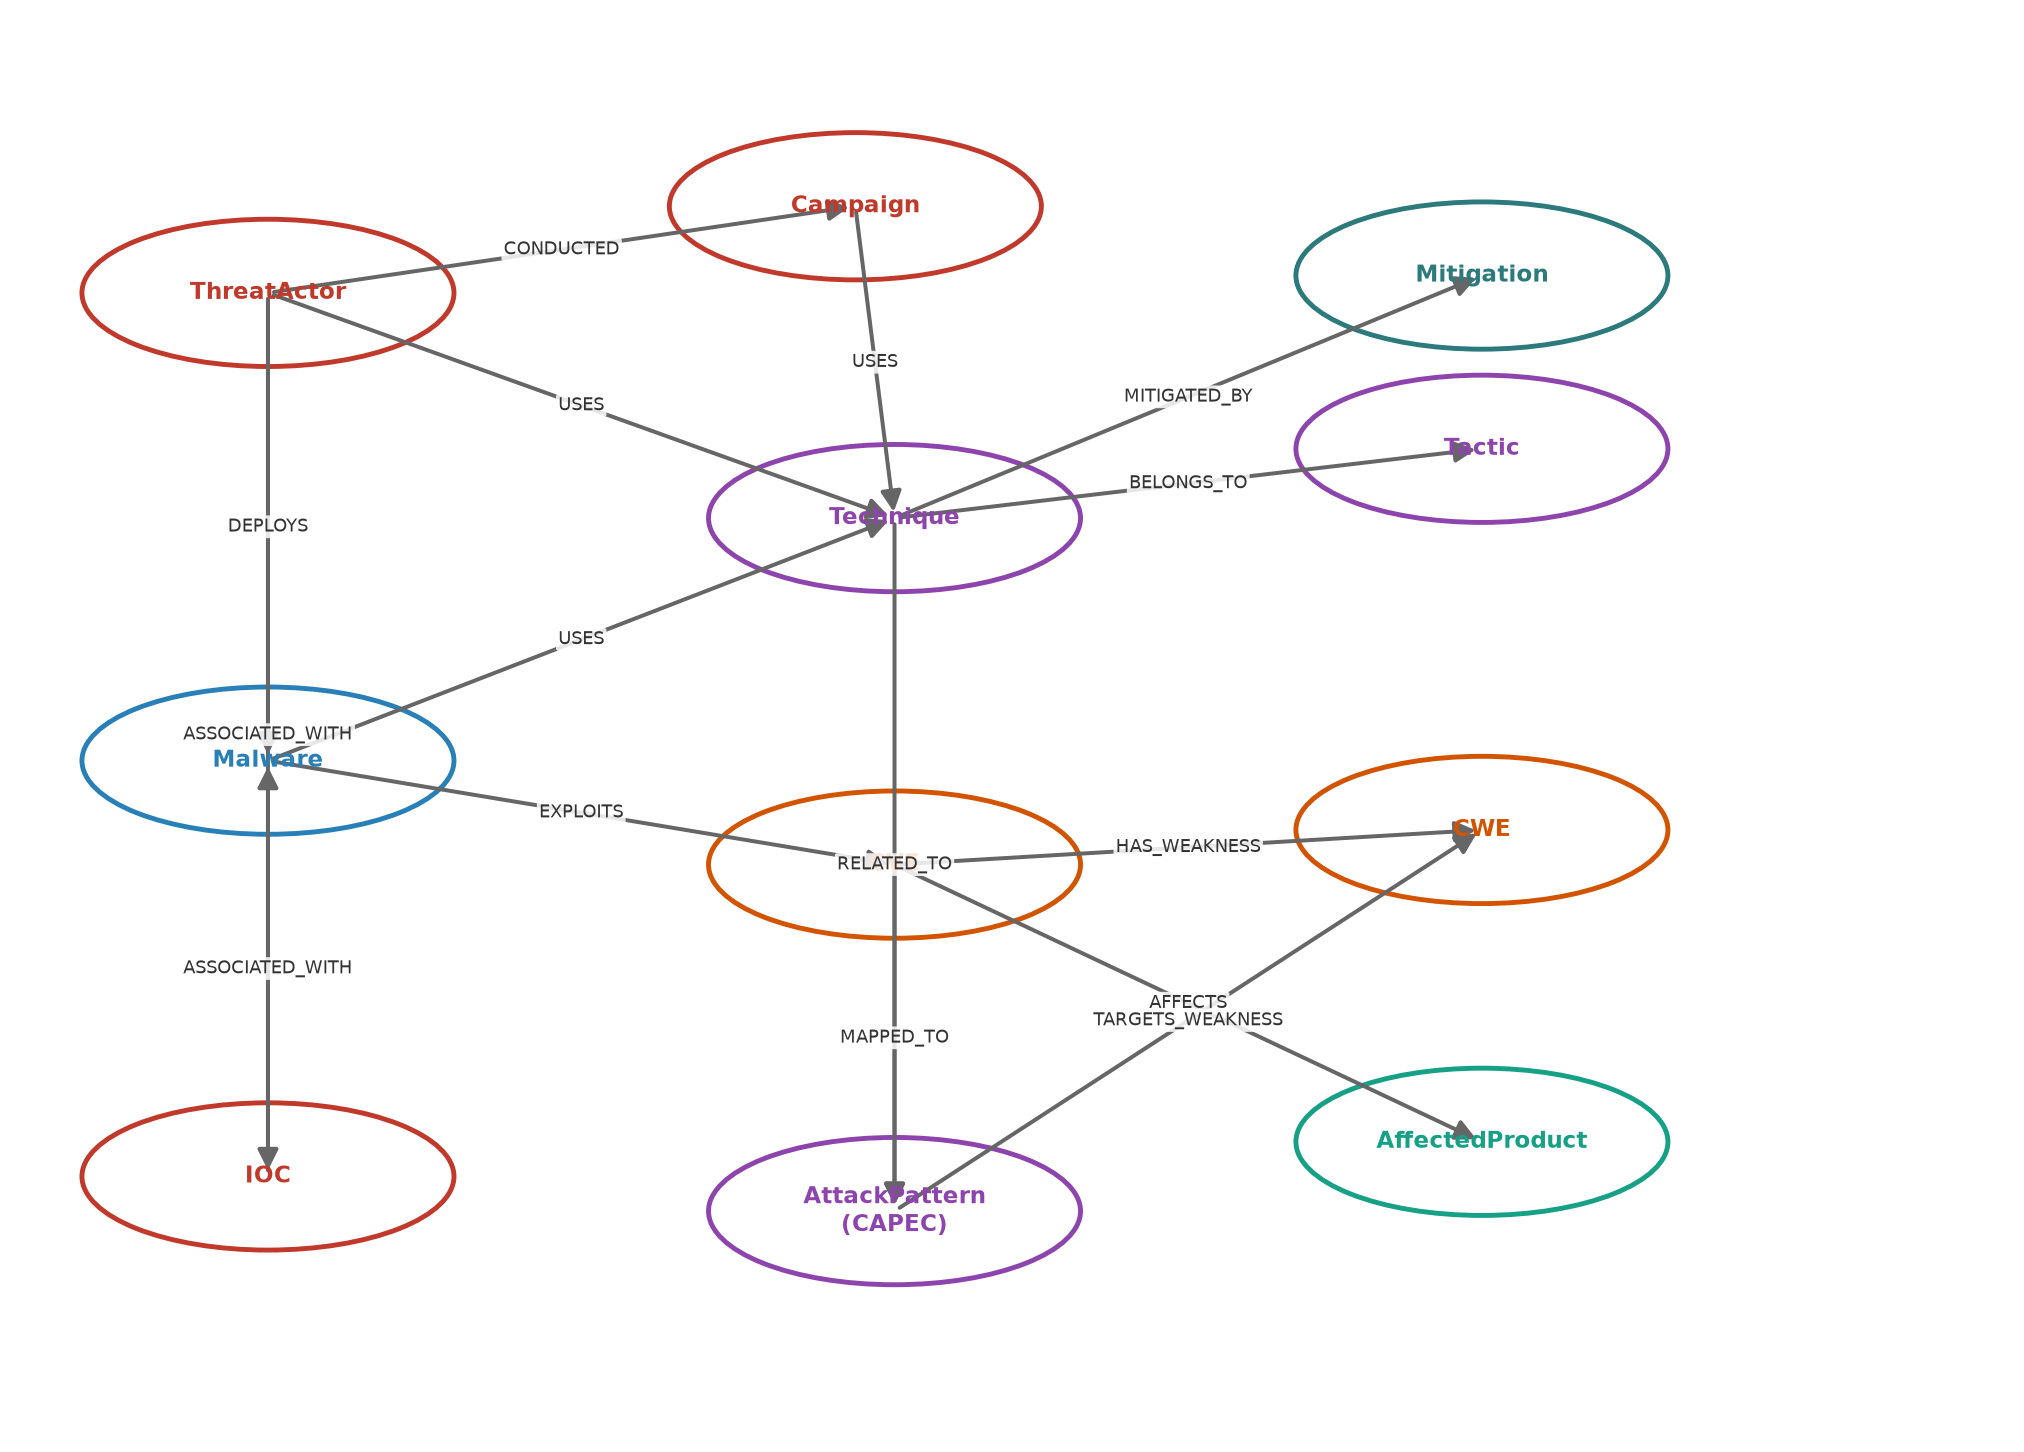 Campaign
ThreatActor
CONDUCTED
Mitigation
USES
USES
MITIGATED_BY
Tactic
BELONGS_TO
Technique
DEPLOYS
USES
ASSOCIATED_WITH
Malware
EXPLOITS
RELATED_TO
HAS_WEAKNESS
CWE
ASSOCIATED_WITH
AFFECTS
TARGETS_WEAKNESS
MAPPED_TO
AffectedProduct
IOC
AttackPattern
(CAPEC)